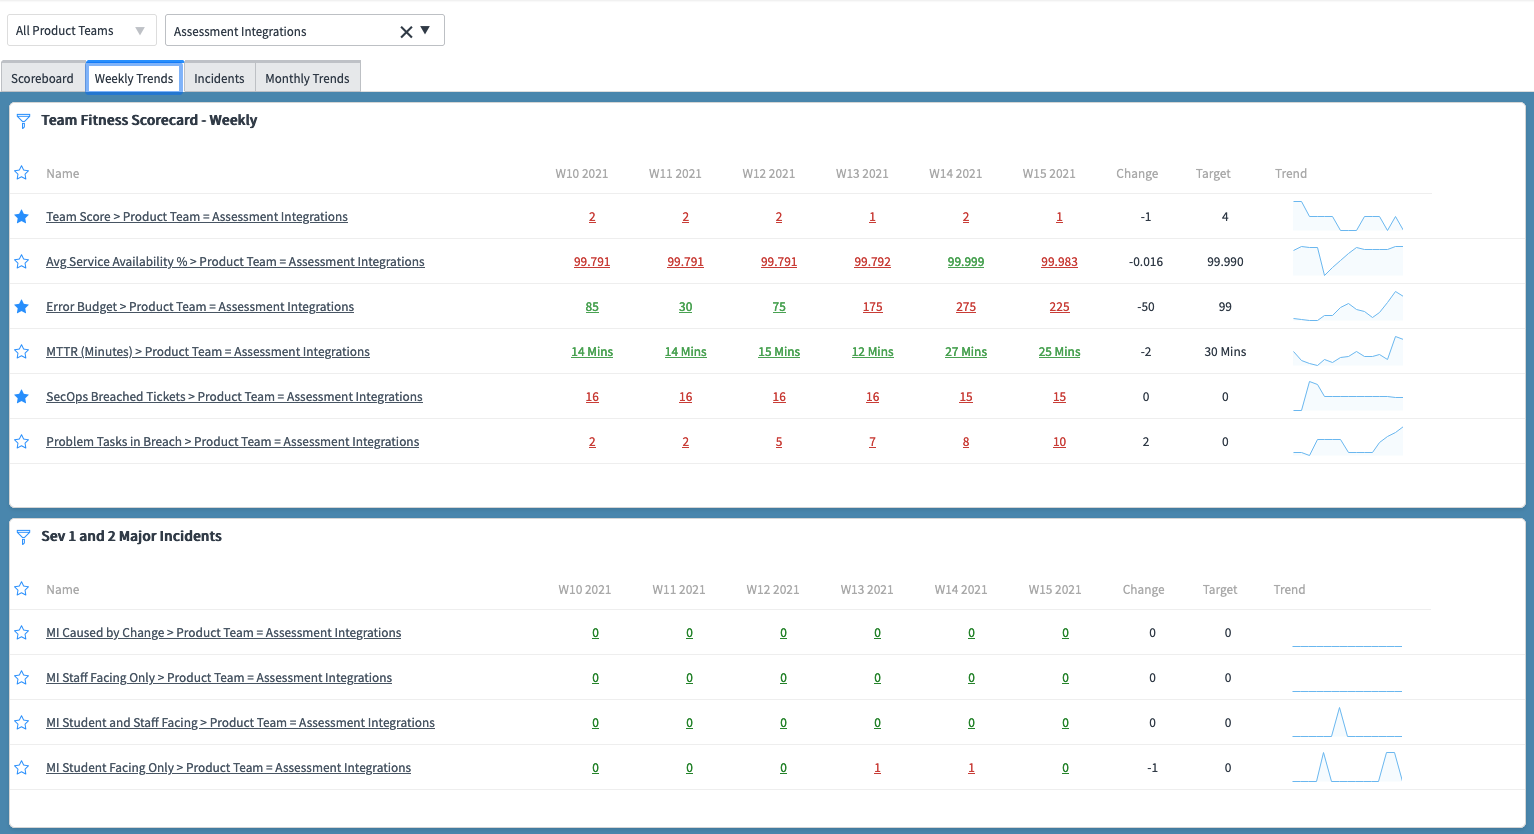 All Product Teams
Assessment Integrations
Scoreboard Weekly Trends Incidents Monthly Trends
Team Fitness Scorecard - Weekly
Name W10 2021 W11 2021 W12 2021 W13 2021 W14 2021 W15 2021 Change Target Trend
Team Score > Product Team = Assessment Integrations 2 2 2 1 2 1 -1 4
Avg Service Availability % > Product Team = Assessment Integrations 99.791 99.791 99.791 99.792 99.999 99.983 -0.016 99.990
Error Budget > Product Team = Assessment Integrations 85 30 75 175 275 225 -50 99
MTTR (Minutes) > Product Team = Assessment Integrations 14 Mins 14 Mins 15 Mins 12 Mins 27 Mins 25 Mins -2 30 Mins
SecOps Breached Tickets > Product Team = Assessment Integrations 16 16 16 16 15 15 0 0
Problem Tasks in Breach > Product Team = Assessment Integrations 2 2 5 7 8 10 2 0
Sev 1 and 2 Major Incidents
Name W10 2021 W11 2021 W12 2021 W13 2021 W14 2021 W15 2021 Change Target Trend
MI Caused by Change > Product Team = Assessment Integrations 0 0 0 0 0 0 0 0
MI Staff Facing Only > Product Team = Assessment Integrations 0 0 0 0 0 0 0 0
MI Student and Staff Facing > Product Team = Assessment Integrations 0 0 0 0 0 0 0 0
MI Student Facing Only > Product Team = Assessment Integrations 0 0 0 1 1 0 -1 0